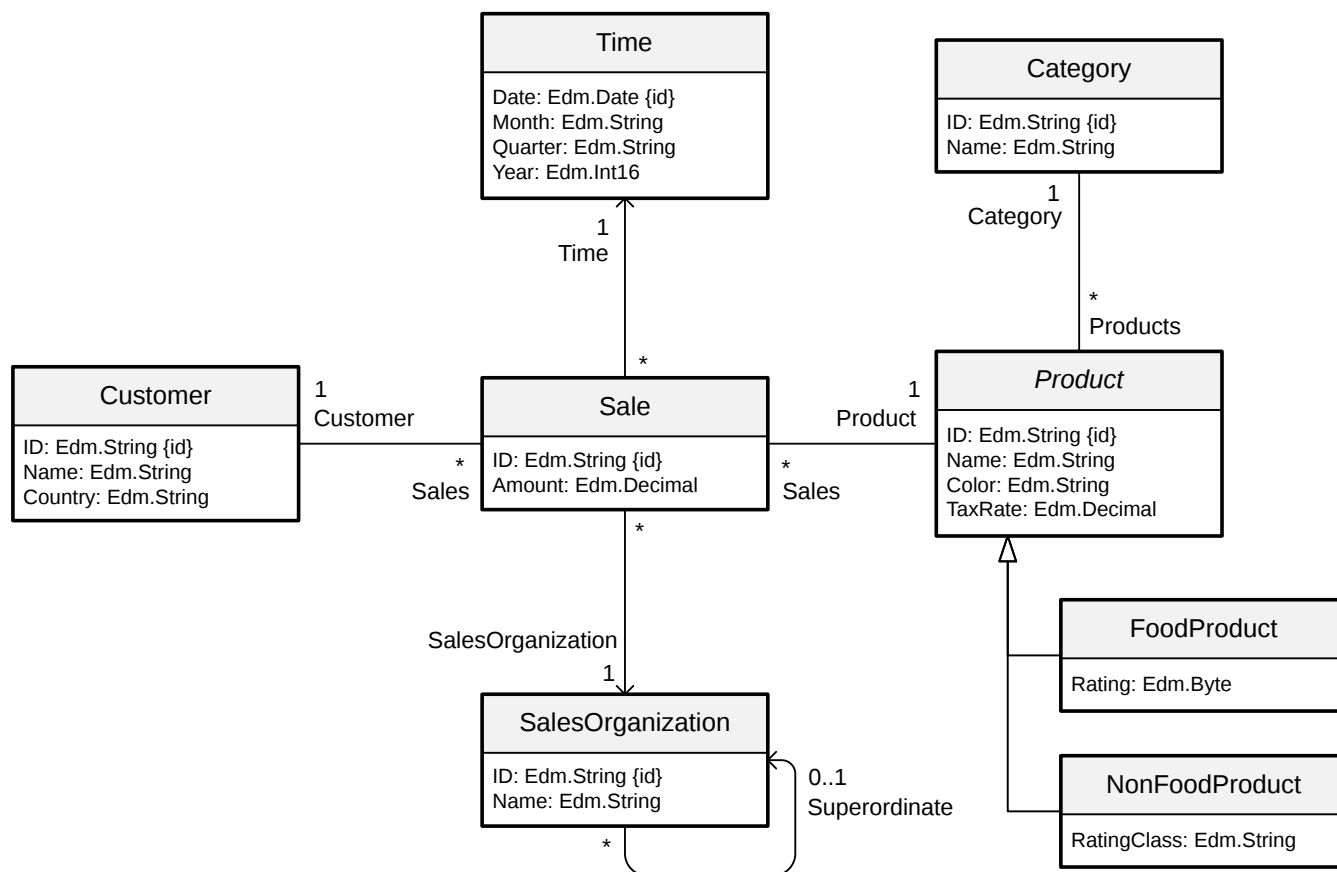 Time
Date: Edm.Date {id}
Month: Edm.String
Quarter: Edm.String
Year: Edm.Int16
Category
ID: Edm.String {id}
Name: Edm.String
1
Time
1
Category
*
Products
*
Customer
ID: Edm.String {id}
Name: Edm.String
Country: Edm.String
1
Customer
*
Sales
Sale
ID: Edm.String {id}
Amount: Edm.Decimal
1
Product
*
Sales
Product
ID: Edm.String {id}
Name: Edm.String
Color: Edm.String
TaxRate: Edm.Decimal
*
SalesOrganization
1
SalesOrganization
ID: Edm.String {id}
Name: Edm.String
0..1
Superordinate
*
FoodProduct
Rating: Edm.Byte
NonFoodProduct
RatingClass: Edm.String